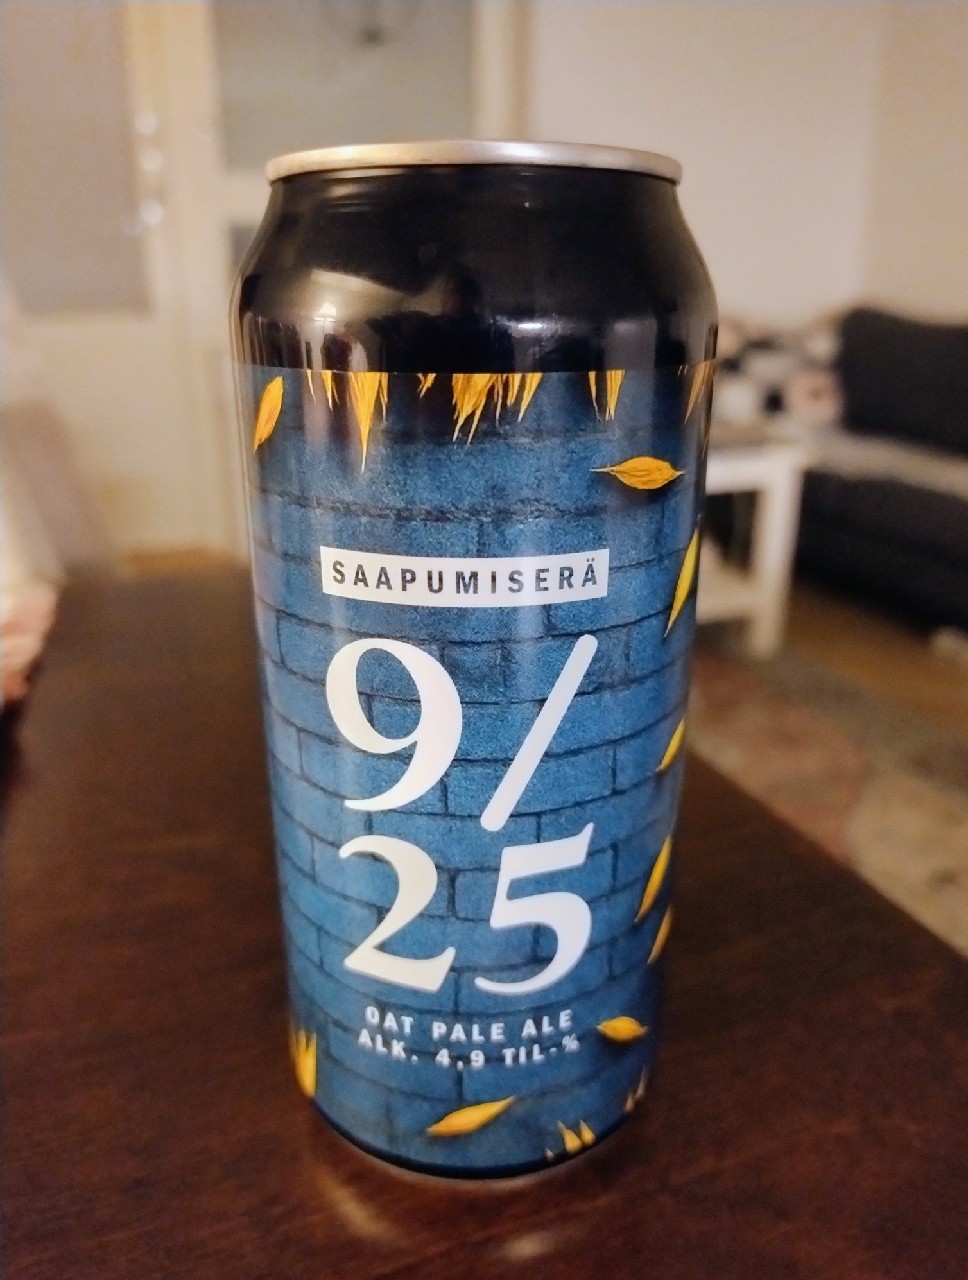 SAAPUMISERÄ
9/
25
OAT PALE ALE
ALK. 4,9 TIL-%